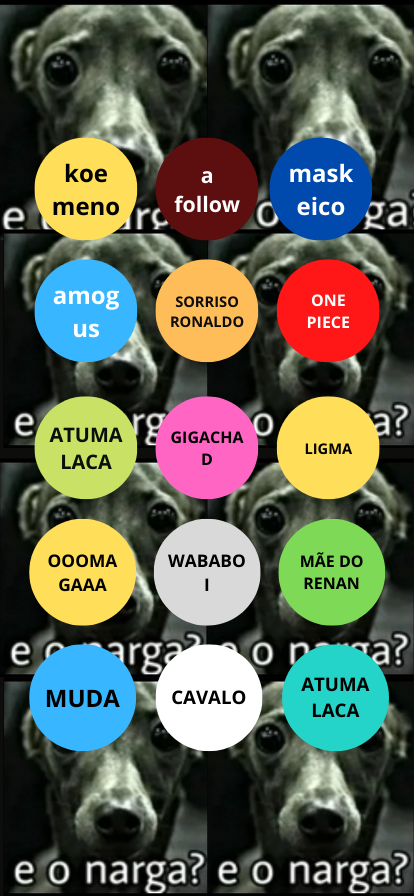 koe
meno
a
follow
mask
eico
e narga?
o narga?
amog
us
SORRISO
RONALDO
ONE
PIECE
ATUMA
LACA
GIGACHA
D
LIGMA
OOOMA
GAAA
WABABO
I
MÃE DO
RENAN
e o narga?
e o narga?
MUDA
CAVALO
ATUMA
LACA
e o narga?
e o narga?